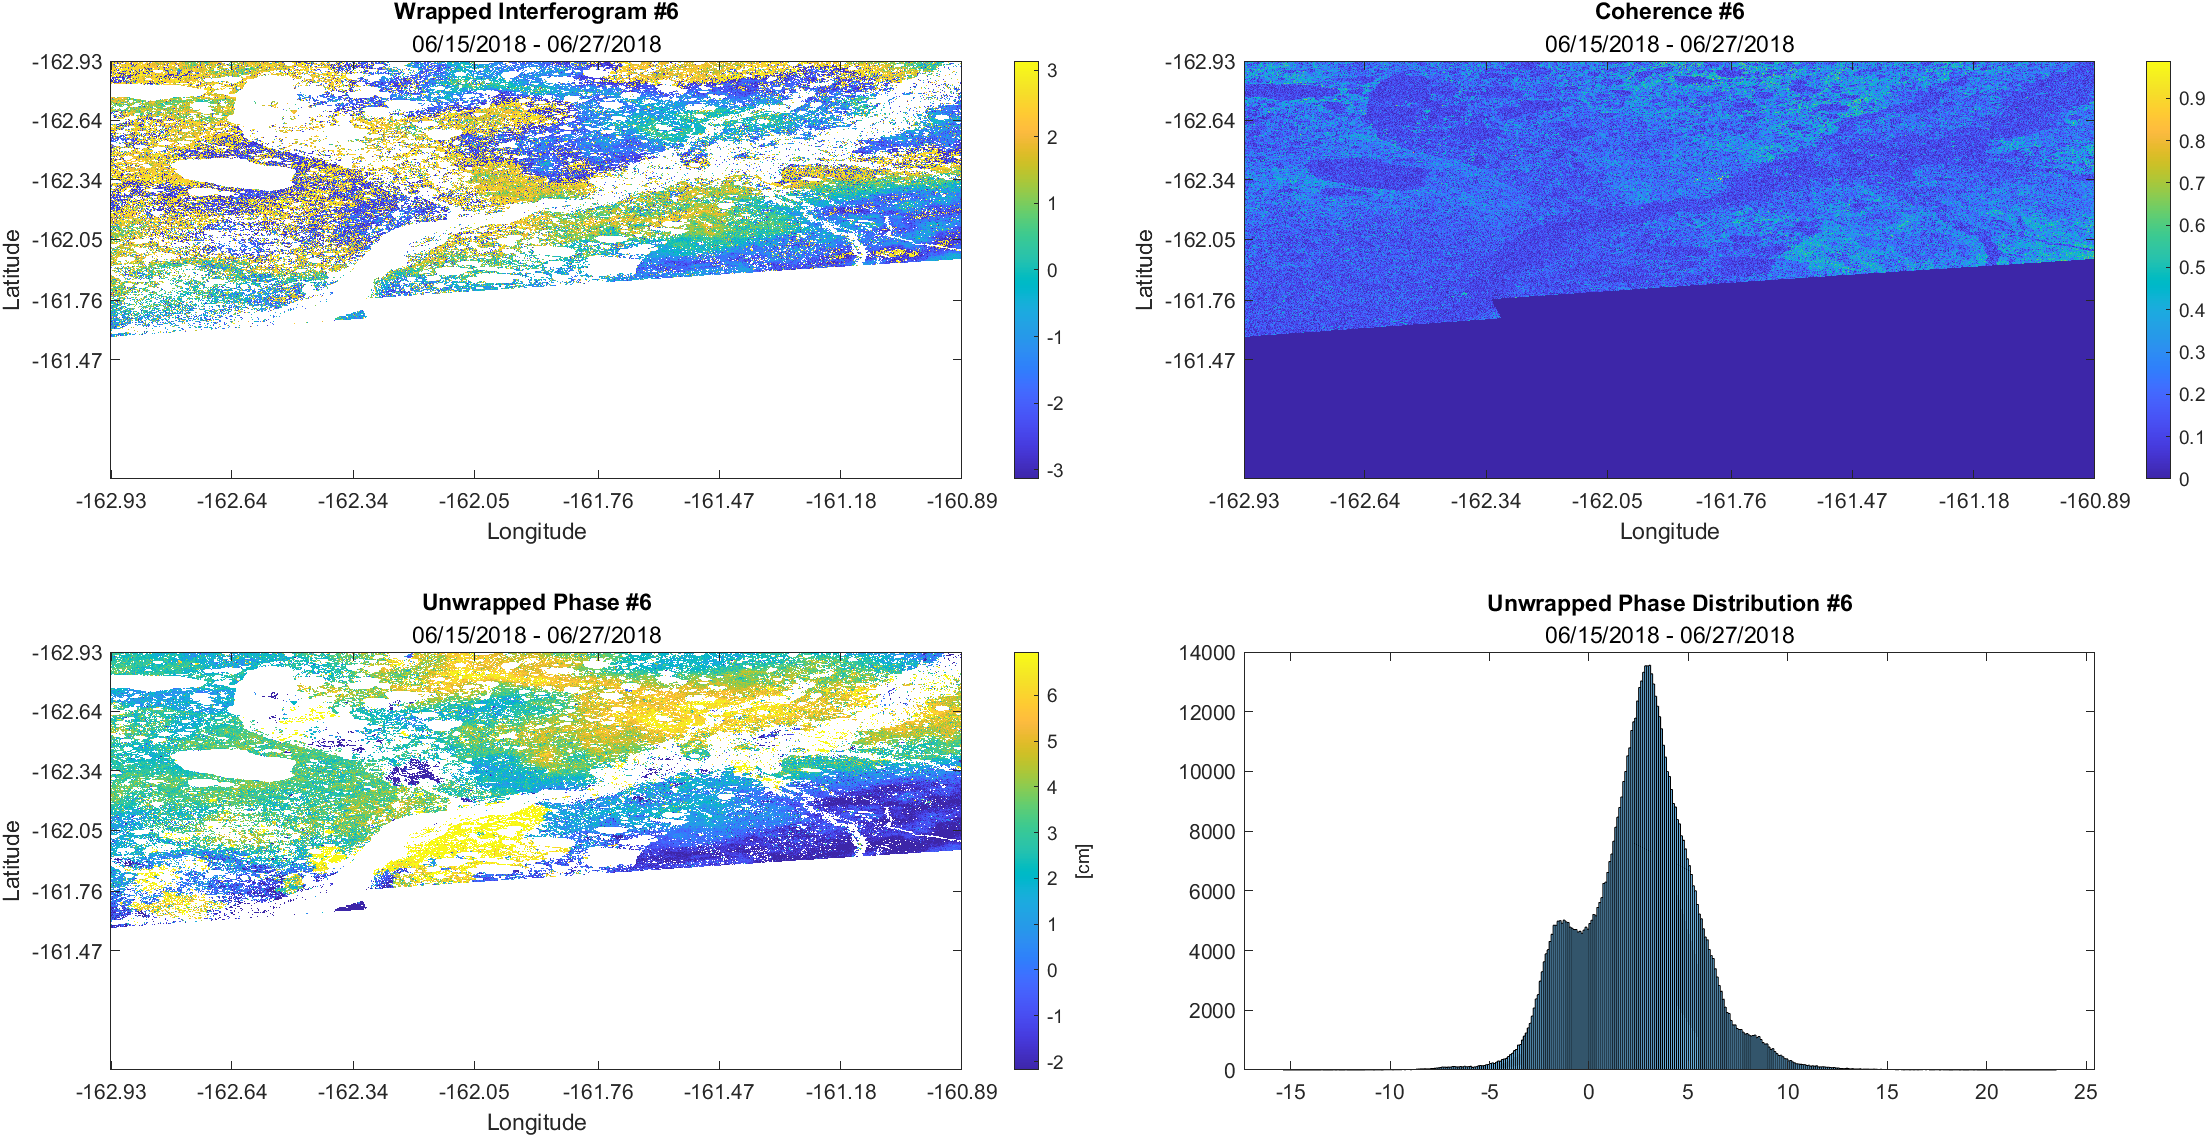 Wrapped Interferogram #6
06/15/2018 - 06/27/2018
-162.93
-162.64
-162.34
-162.05
-161.76
-161.47
Latitude
-162.93 -162.64 -162.34 -162.05 -161.76 -161.47 -161.18 -160.89
Longitude
3
2
1
0
-1
-2
-3
Coherence #6
06/15/2018 - 06/27/2018
-162.93
-162.64
-162.34
-162.05
-161.76
-161.47
Latitude
-162.93 -162.64 -162.34 -162.05 -161.76 -161.47 -161.18 -160.89
Longitude
0.9
0.8
0.7
0.6
0.5
0.4
0.3
0.2
0.1
0
Unwrapped Phase #6
06/15/2018 - 06/27/2018
-162.93
-162.64
-162.34
-162.05
-161.76
-161.47
Latitude
-162.93 -162.64 -162.34 -162.05 -161.76 -161.47 -161.18 -160.89
Longitude
6
5
4
3
2
1
0
-1
-2
[cm]
Unwrapped Phase Distribution #6
06/15/2018 - 06/27/2018
14000
12000
10000
8000
6000
4000
2000
0
-15 -10 -5 0 5 10 15 20 25